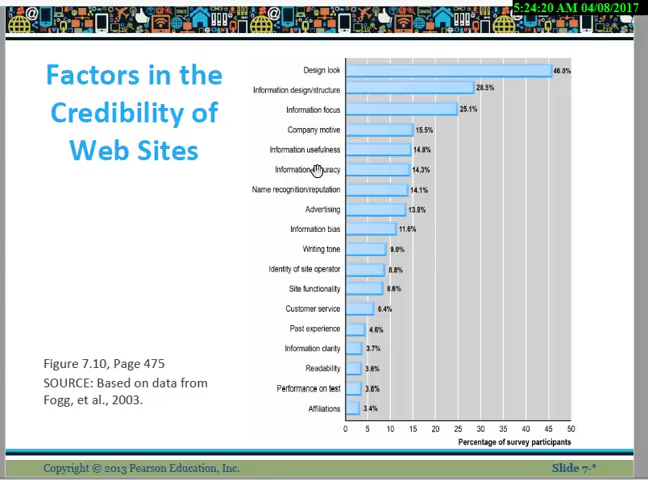 5:24:20 AM 04/08/2017
Factors in the
Credibility of
Web Sites
Design look 46.0%
Information design/structure 28.5%
Information focus 25.1%
Company motive 15.5%
Information usefulness 14.8%
Information 14.3%
Name recognition/reputation 14.1%
Advertising 13.8%
Information bias 11.6%
Writing tone 9.0%
Identity of site operator 8.8%
Site functionality 8.6%
Customer service 6.4%
Past experience 4.6%
Information clarity 3.7%
Readability 3.6%
Performance on test 3.6%
Affiliations 3.4%
0 5 10 15 20 25 30 35 40 45 50
Percentage of survey participants
Figure 7.10, Page 475
SOURCE: Based on data from
Fogg, et al., 2003.
Copyright © 2013 Pearson Education, Inc.
Slide 7-*